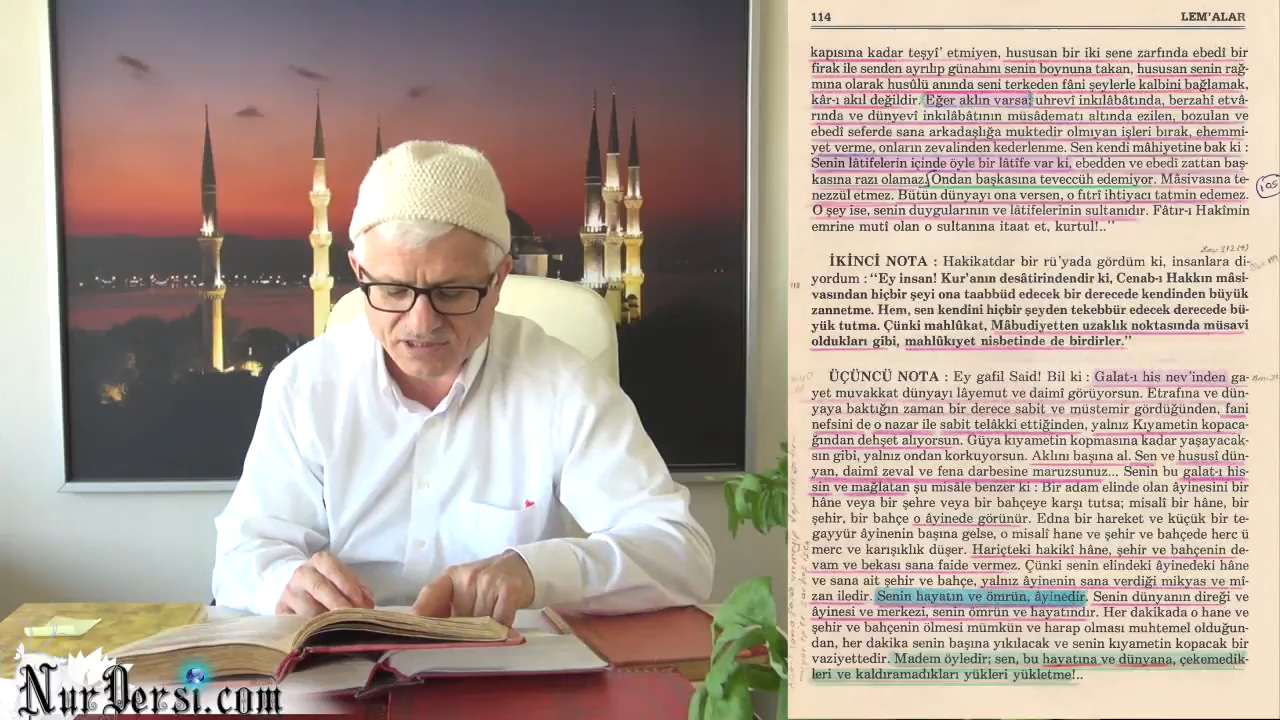 114 LEM'ALAR
kapısına kadar teşyi' etmiyen, hususan bir iki sene zarfında ebedî bir
firak ile senden ayrılıp günahını senin boynuna takan, hususan senin rağ-
mına olarak husûlü anında seni terkeden fâni şeylerle kalbini bağlamak,
kâr-ı akıl değildir. Eğer aklın varsa; uhrevî inkılâbâtında, berzahî etvâ-
rında ve dünyevî inkılâbâtının müsâdematı altında ezilen, bozulan ve
ebedî seferde sana arkadaşlığa muktedir olmıyan işleri bırak, ehemmi-
yet verme, onların zevalinden kederlenme. Sen kendi mâhiyetine bak ki :
Senin lâtifelerin içinde öyle bir lâtife var ki, ebedden ve ebedî zattan baş-
kasına razı olamaz. Ondan başkasına teveccüh edemiyor. Mâsivasına te-
nezzül etmez. Bütün dünyayı ona versen, o fıtrî ihtiyacı tatmin edemez.
O şey ise, senin duygularının ve lâtifelerinin sultanıdır. Fâtır-ı Hakîmin
emrine mutî olan o sultanına itaat et, kurtul!.."
İKİNCİ NOTA : Hakikatdar bir rü'yada gördüm ki, insanlara di-
yordum : "Ey insan! Kur'anın desâtirindendir ki, Cenab-ı Hakkın mâsi-
vasından hiçbir şeyi ona taabbüd edecek bir derecede kendinden büyük
zannetme. Hem, sen kendini hiçbir şeyden tekebbür edecek derecede bü-
yük tutma. Çünki mahlûkat, Mâbudiyetten uzaklık noktasında müsavi
oldukları gibi, mahlûkıyet nisbetinde de birdirler."
ÜÇÜNCÜ NOTA : Ey gafil Said! Bil ki : Galat-ı his nev'inden ga-
yet muvakkat dünyayı lâyemut ve daimî görüyorsun. Etrafına ve dün-
yaya baktığın zaman bir derece sabit ve müstemir gördüğünden, fani
nefsini de o nazar ile sabit telâkki ettiğinden, yalnız Kıyametin kopaca-
ğından dehşet alıyorsun. Güya kıyametin kopmasına kadar yaşayacak-
sın gibi, yalnız ondan korkuyorsun. Aklını başına al. Sen ve hususî dün-
yan, daimî zeval ve fena darbesine maruzsunuz... Senin bu galat-ı his-
sin ve mağlatan şu misâle benzer ki : Bir adam elinde olan âyinesini bir
hâne veya bir şehre veya bir bahçeye karşı tutsa; misalî bir hâne, bir
şehir, bir bahçe o âyinede görünür. Edna bir hareket ve küçük bir te-
gayyür âyinenin başına gelse, o misalî hane ve şehir ve bahçede herc ü
merc ve karışıklık düşer. Hariçteki hakikî hâne, şehir ve bahçenin de-
vam ve bekası sana faide vermez. Çünki senin elindeki âyinedeki hâne
ve sana ait şehir ve bahçe, yalnız âyinenin sana verdiği mikyas ve mî-
zan iledir. Senin hayatın ve ömrün, âyinedir. Senin dünyanın direği ve
âyinesi ve merkezi, senin ömrün ve hayatındır. Her dakikada o hane ve
şehir ve bahçenin ölmesi mümkün ve harap olması muhtemel olduğun-
dan, her dakika senin başına yıkılacak ve senin kıyametin kopacak bir
vaziyettedir. Madem öyledir; sen, bu hayatına ve dünyana, çekemedik-
leri ve kaldıramadıkları yükleri yükletme!..
NurDersi.com